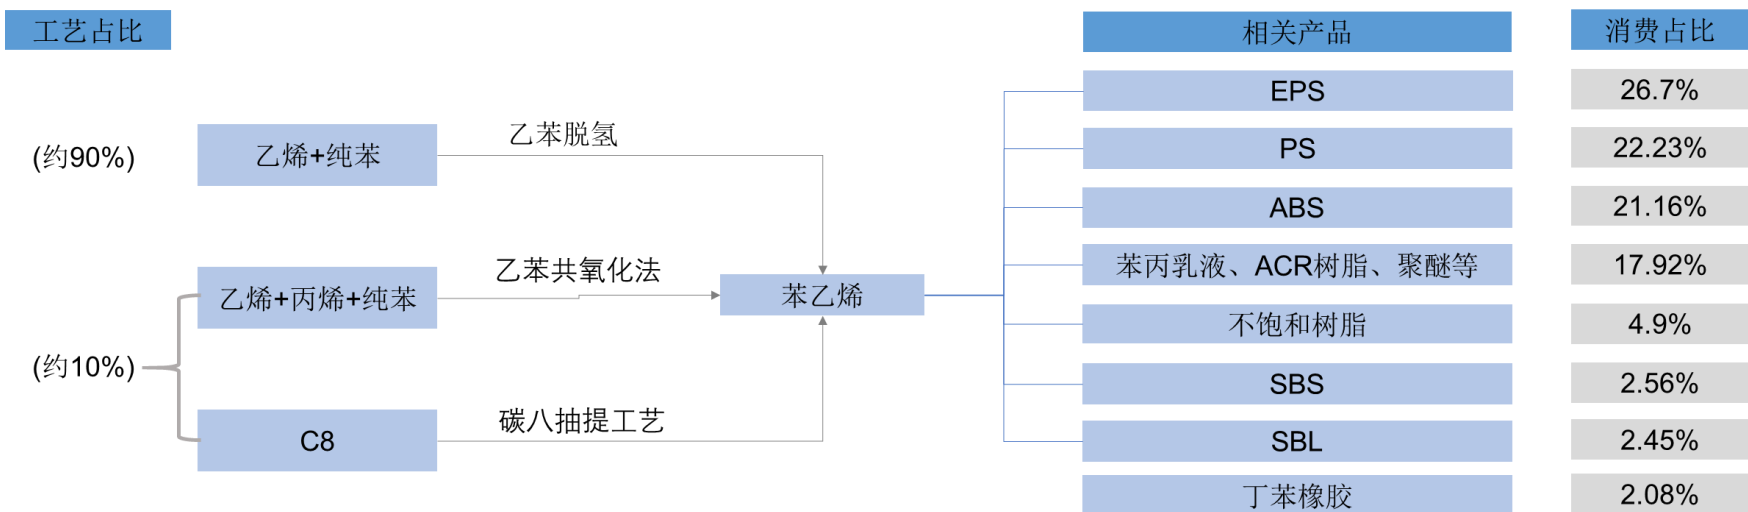 工艺占比
相关产品
消费占比
EPS
26.7%
(约90%)
乙烯+纯苯
乙苯脱氢
PS
22.23%
ABS
21.16%
乙苯共氧化法
苯丙乳液、ACR树脂、聚醚等
17.92%
乙烯+丙烯+纯苯
苯乙烯
不饱和树脂
4.9%
(约10%)
SBS
2.56%
C8
碳八抽提工艺
SBL
2.45%
丁苯橡胶
2.08%